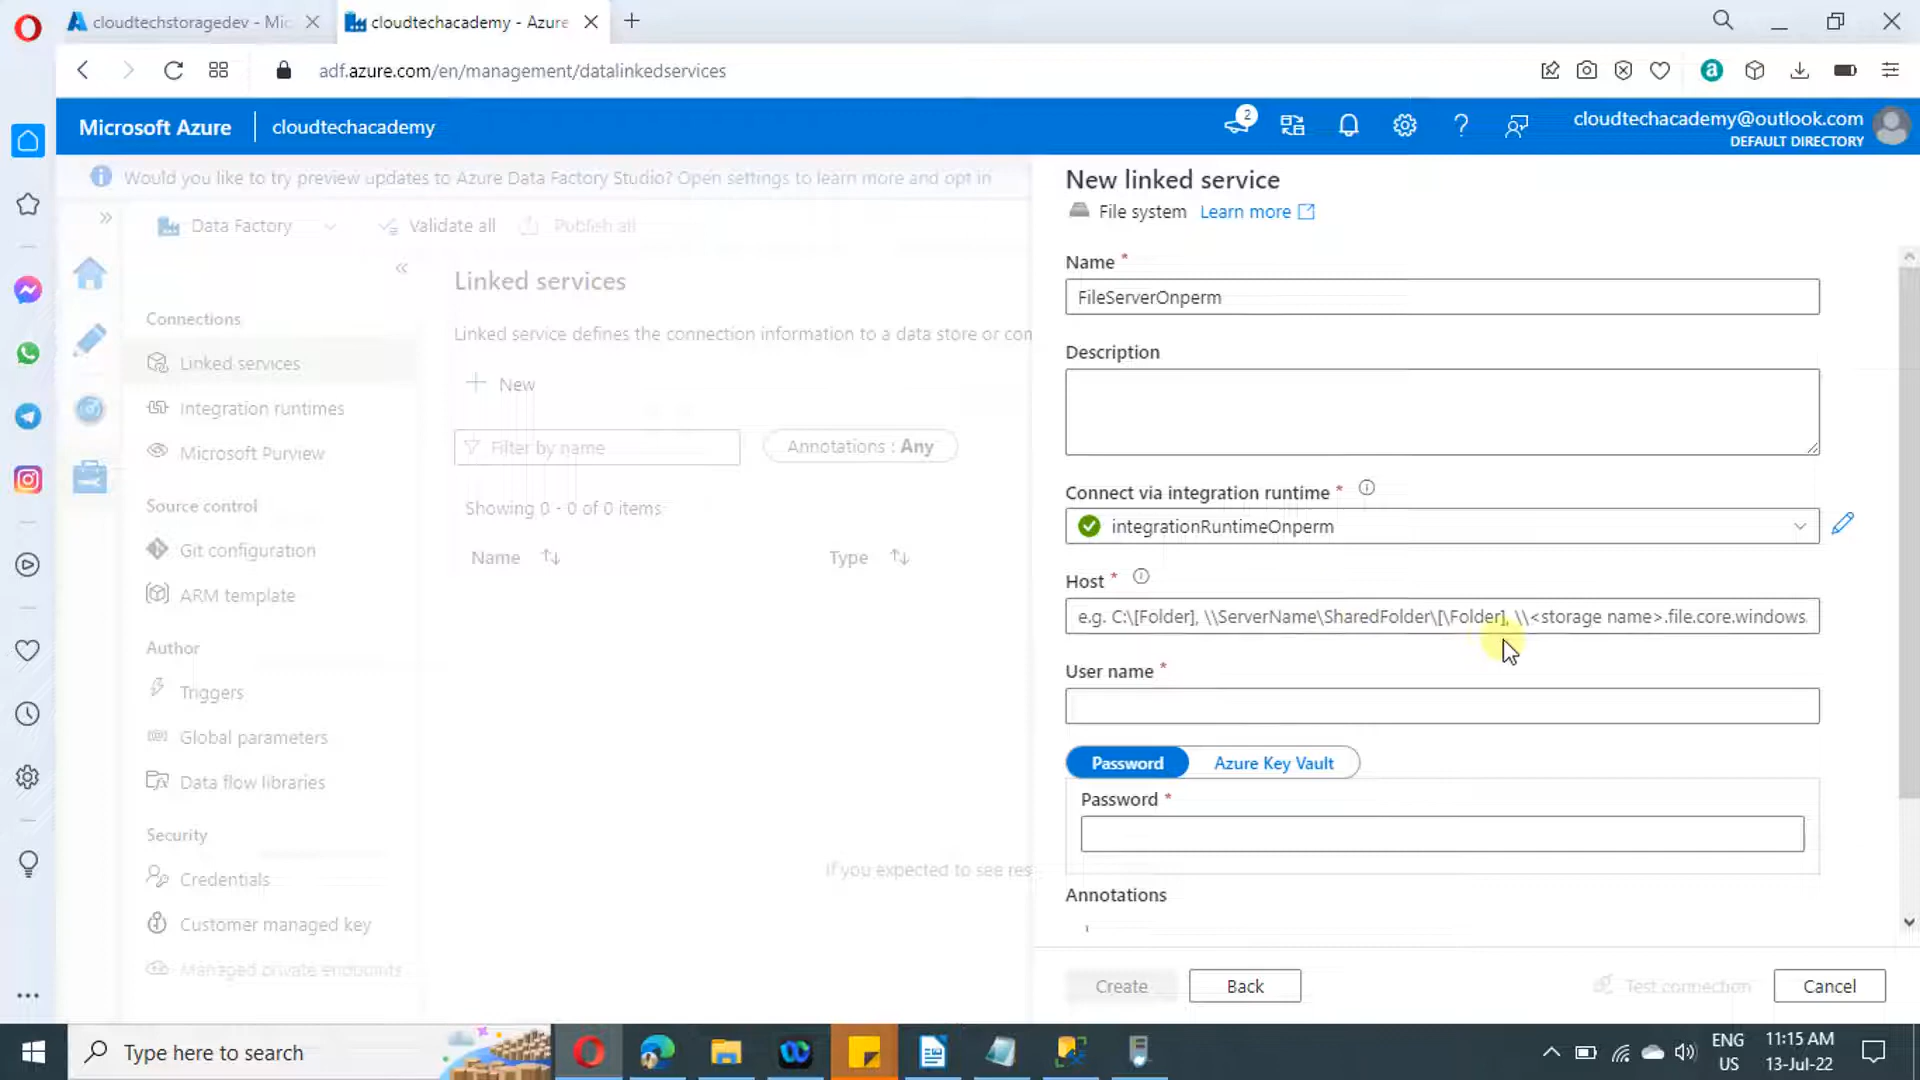 cloudtechstoragedev - Mic
cloudtechacademy - Azure
adf.azure.com/en/management/datalinkedservices
Microsoft Azure
cloudtechacademy
2
cloudtechacademy@outlook.com
DEFAULT DIRECTORY
Would you like to try preview updates to Azure Data Factory Studio? Open settings to learn more and opt in
Data Factory
Validate all
Publish all
Connections
Linked services
Integration runtimes
Microsoft Purview
Source control
Git configuration
ARM template
Author
Triggers
Global parameters
Data flow libraries
Security
Credentials
Customer managed key
Managed private endpoints
Linked services
Linked service defines the connection information to a data store or con
New
Filter by name
Annotations : Any
Showing 0 - 0 of 0 items
Name
Type
If you expected to see res
New linked service
File system Learn more
Name *
FileServerOnperm
Description
Connect via integration runtime *
integrationRuntimeOnperm
Host *
e.g. C:\[Folder], \\ServerName\SharedFolder\[\Folder], \\<storage name>.file.core.windows.
User name *
Password
Azure Key Vault
Password *
Annotations
Create
Back
Test connection
Cancel
Type here to search
ENG
US
11:15 AM
13-Jul-22